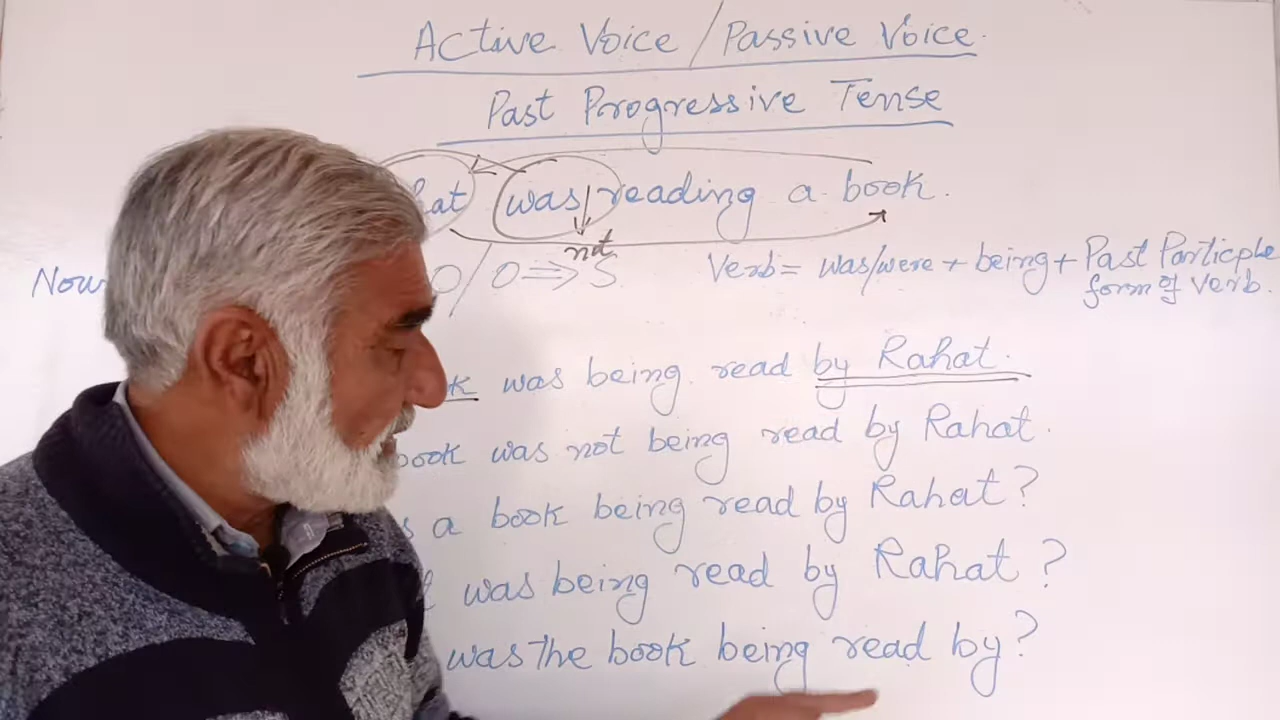 Active Voice / Passive Voice.
Past Progressive Tense
was reading a book.
not
Now O / O ⇒ S Verb = was/were + being + Past Participle
form of Verb.
was being read by Rahat.
book was not being read by Rahat.
a book being read by Rahat?
was being read by Rahat?
was the book being read by?